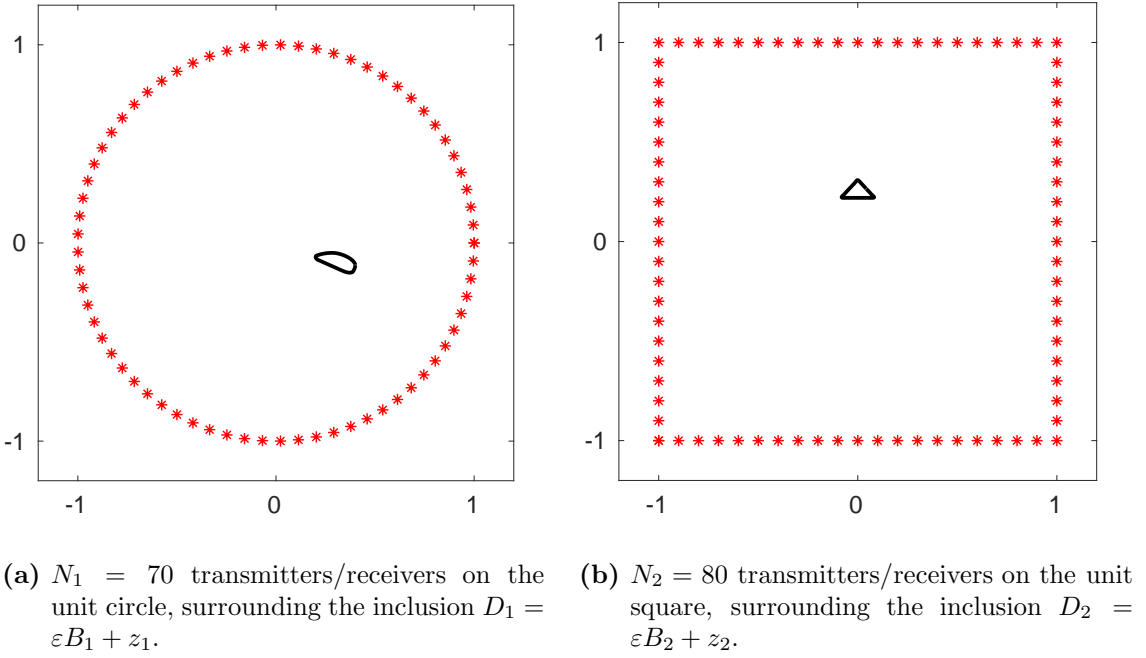 1
0
-1
-1
0
1
1
0
-1
-1
0
1
(a) N₁ = 70 transmitters/receivers on the
unit circle, surrounding the inclusion D₁ =
εB₁ + z₁.
(b) N₂ = 80 transmitters/receivers on the unit
square, surrounding the inclusion D₂ =
εB₂ + z₂.